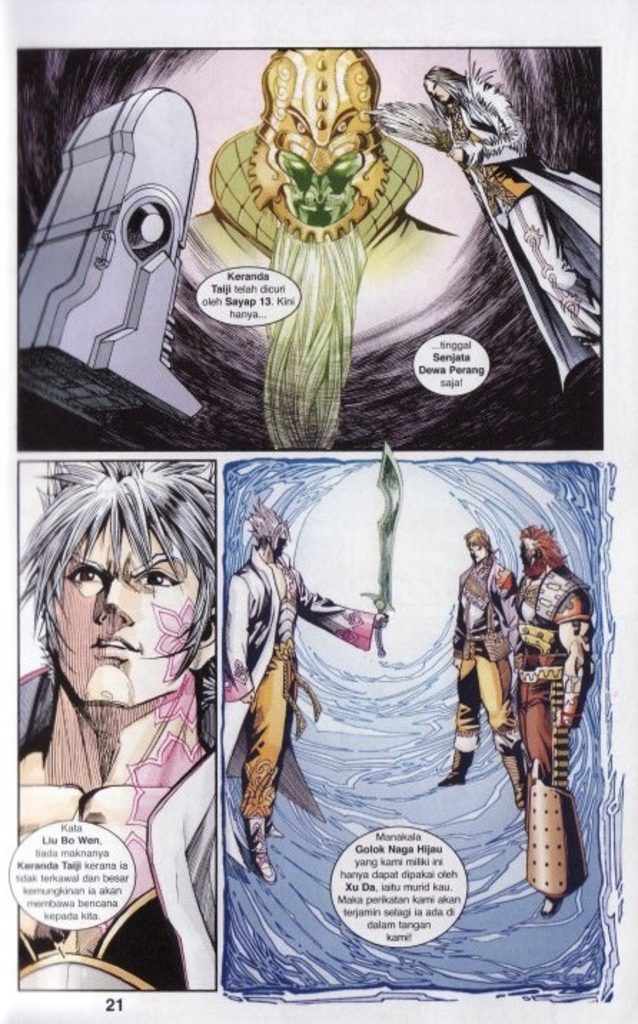 Keranda
Taiji telah dicuri
oleh Sayap 13. Kini
hanya...
...tinggal
Senjata
Dewa Perang
saja!
Kata
Liu Bo Wen,
tiada maknanya
Keranda Taiji kerana ia
tidak terkawal dan besar
kemungkinan ia akan
membawa bencana
kepada kita.
Manakala
Golok Naga Hijau
yang kami miliki ini
hanya dapat dipakai oleh
Xu Da, iaitu murid kau.
Maka perikatan kami akan
terjamin selagi ia ada di
dalam tangan
kami!
21